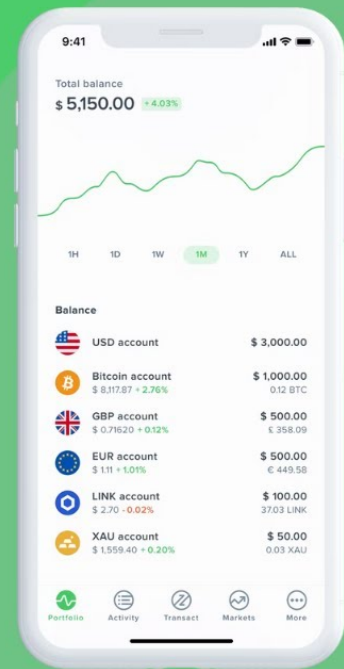 9:41
Total balance
$ 5,150.00 + 4.03%
1H 1D 1W 1M 1Y ALL
Balance
USD account $ 3,000.00
Bitcoin account $ 1,000.00
$ 8,117.87 + 2.76% 0.12 BTC
GBP account $ 500.00
$ 0.71620 + 0.12% £ 358.09
EUR account $ 500.00
$ 1.11 + 1.01% € 449.58
LINK account $ 100.00
$ 2.70 - 0.02% 37.03 LINK
XAU account $ 50.00
$ 1,559.40 + 0.20% 0.03 XAU
Portfolio Activity Transact Markets More